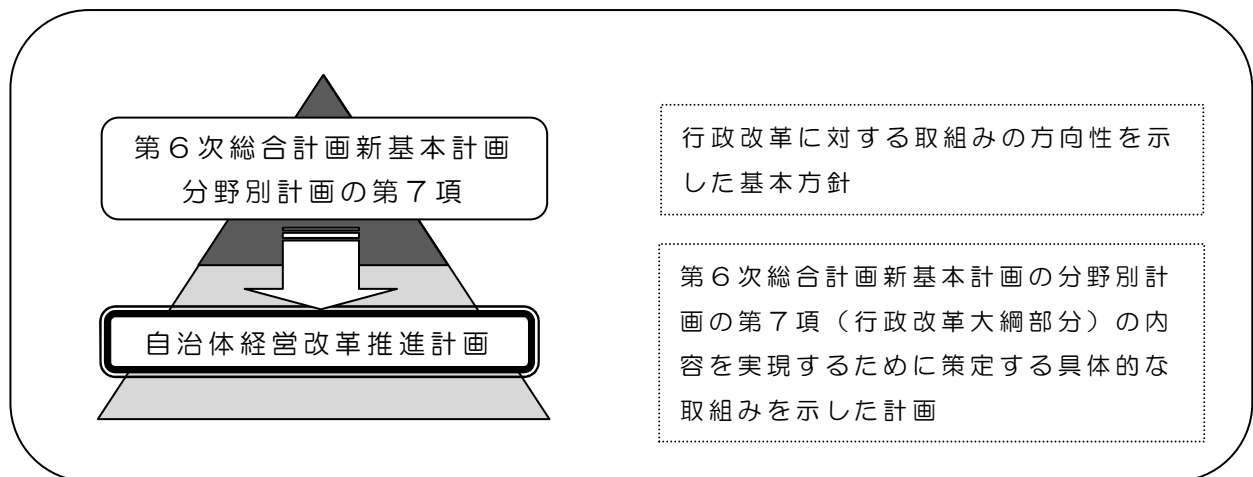 第６次総合計画新基本計画
分野別計画の第７項
自治体経営改革推進計画
行政改革に対する取組みの方向性を示
した基本方針
第６次総合計画新基本計画の分野別計
画の第７項（行政改革大綱部分）の内
容を実現するために策定する具体的な
取組みを示した計画